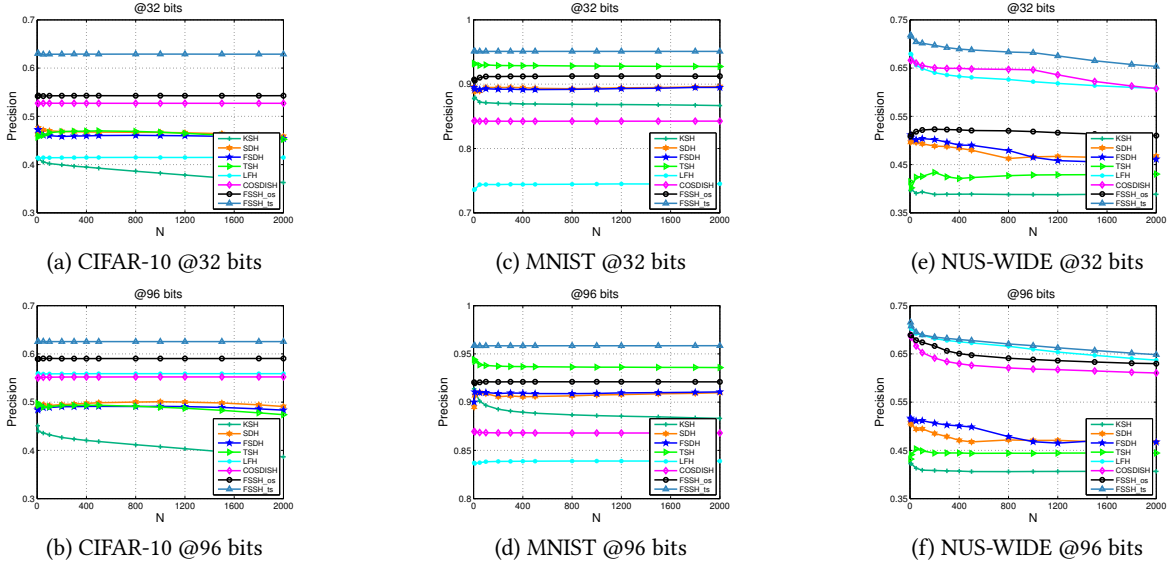 @32 bits
0.7
0.6
0.5
0.4
0.3
Precision
0 400 800 1200 1600 2000
N
KSH
SDH
FSDH
TSH
LFH
COSDISH
FSSH_os
FSSH_ts
(a) CIFAR-10 @32 bits
@32 bits
1
0.9
0.8
0.7
Precision
0 400 800 1200 1600 2000
N
KSH
SDH
FSDH
TSH
LFH
COSDISH
FSSH_os
FSSH_ts
(c) MNIST @32 bits
@32 bits
0.75
0.65
0.55
0.45
0.35
Precision
0 400 800 1200 1600 2000
N
KSH
SDH
FSDH
TSH
LFH
COSDISH
FSSH_os
FSSH_ts
(e) NUS-WIDE @32 bits
@96 bits
0.7
0.6
0.5
0.4
0.3
Precision
0 400 800 1200 1600 2000
N
KSH
SDH
FSDH
TSH
LFH
COSDISH
FSSH_os
FSSH_ts
(b) CIFAR-10 @96 bits
@96 bits
1
0.95
0.9
0.85
0.8
Precision
0 400 800 1200 1600 2000
N
KSH
SDH
FSDH
TSH
LFH
COSDISH
FSSH_os
FSSH_ts
(d) MNIST @96 bits
@96 bits
0.75
0.65
0.55
0.45
0.35
Precision
0 400 800 1200 1600 2000
N
KSH
SDH
FSDH
TSH
LFH
COSDISH
FSSH_os
FSSH_ts
(f) NUS-WIDE @96 bits